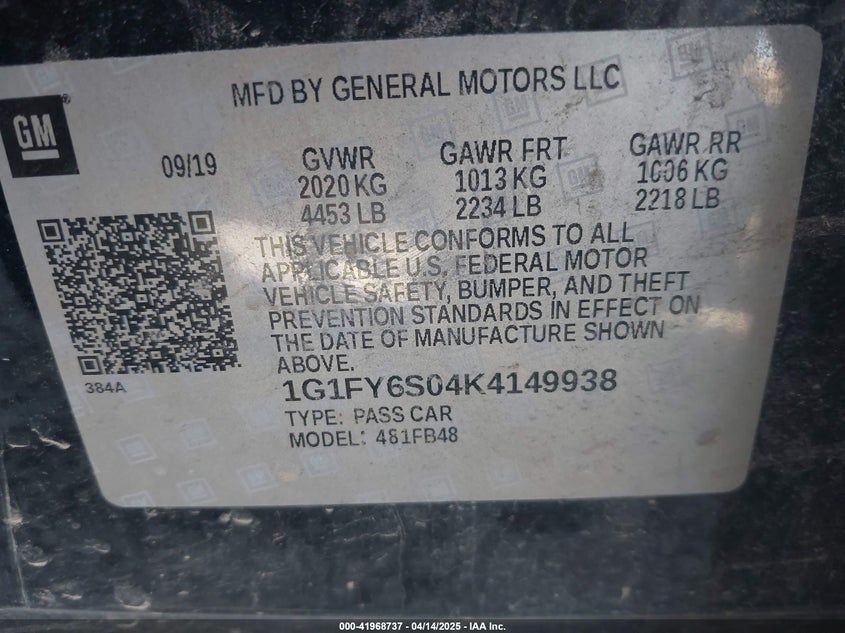 MFD BY GENERAL MOTORS LLC
GM
09/19
GVWR
2020 KG
4453 LB
GAWR FRT
1013 KG
2234 LB
GAWR RR
1006 KG
2218 LB
THIS VEHICLE CONFORMS TO ALL
APPLICABLE U.S. FEDERAL MOTOR
VEHICLE SAFETY, BUMPER, AND THEFT
PREVENTION STANDARDS IN EFFECT ON
THE DATE OF MANUFACTURE SHOWN
ABOVE.
384A
1G1FY6S04K4149938
TYPE: PASS CAR
MODEL: 481FB48
000-41968737 - 04/14/2025 - IAA Inc.